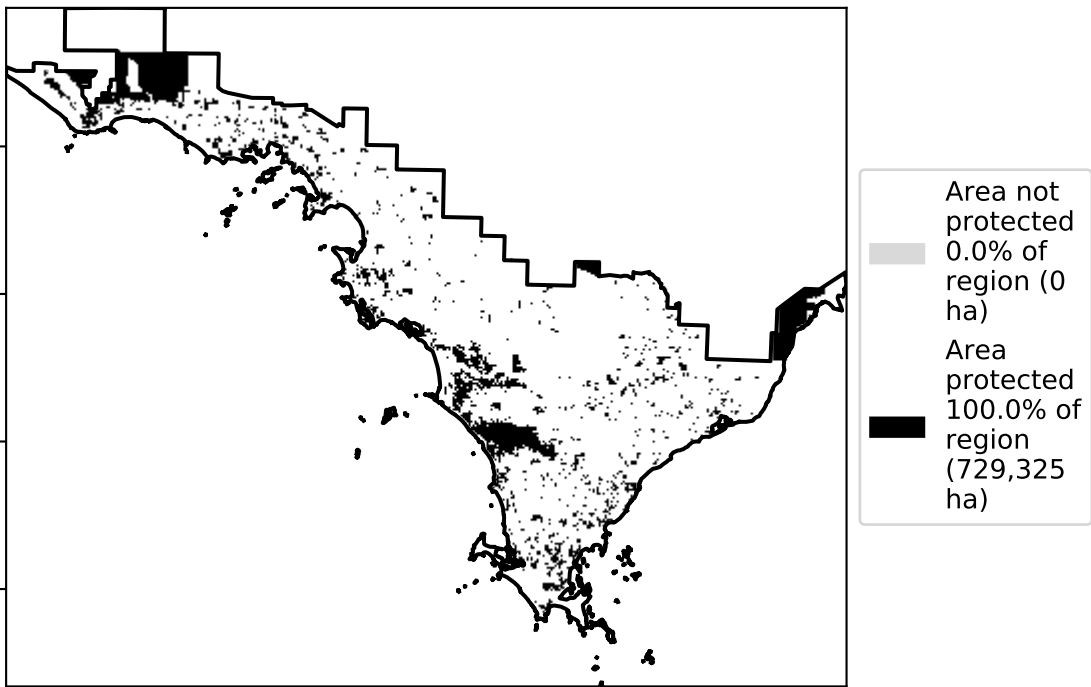 Area not
protected
0.0% of
region (0
ha)
Area
protected
100.0% of
region
(729,325
ha)